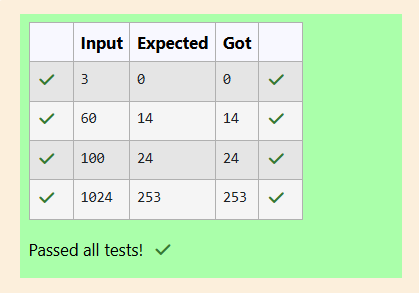 Input Expected Got
3 0 0
60 14 14
100 24 24
1024 253 253
Passed all tests!